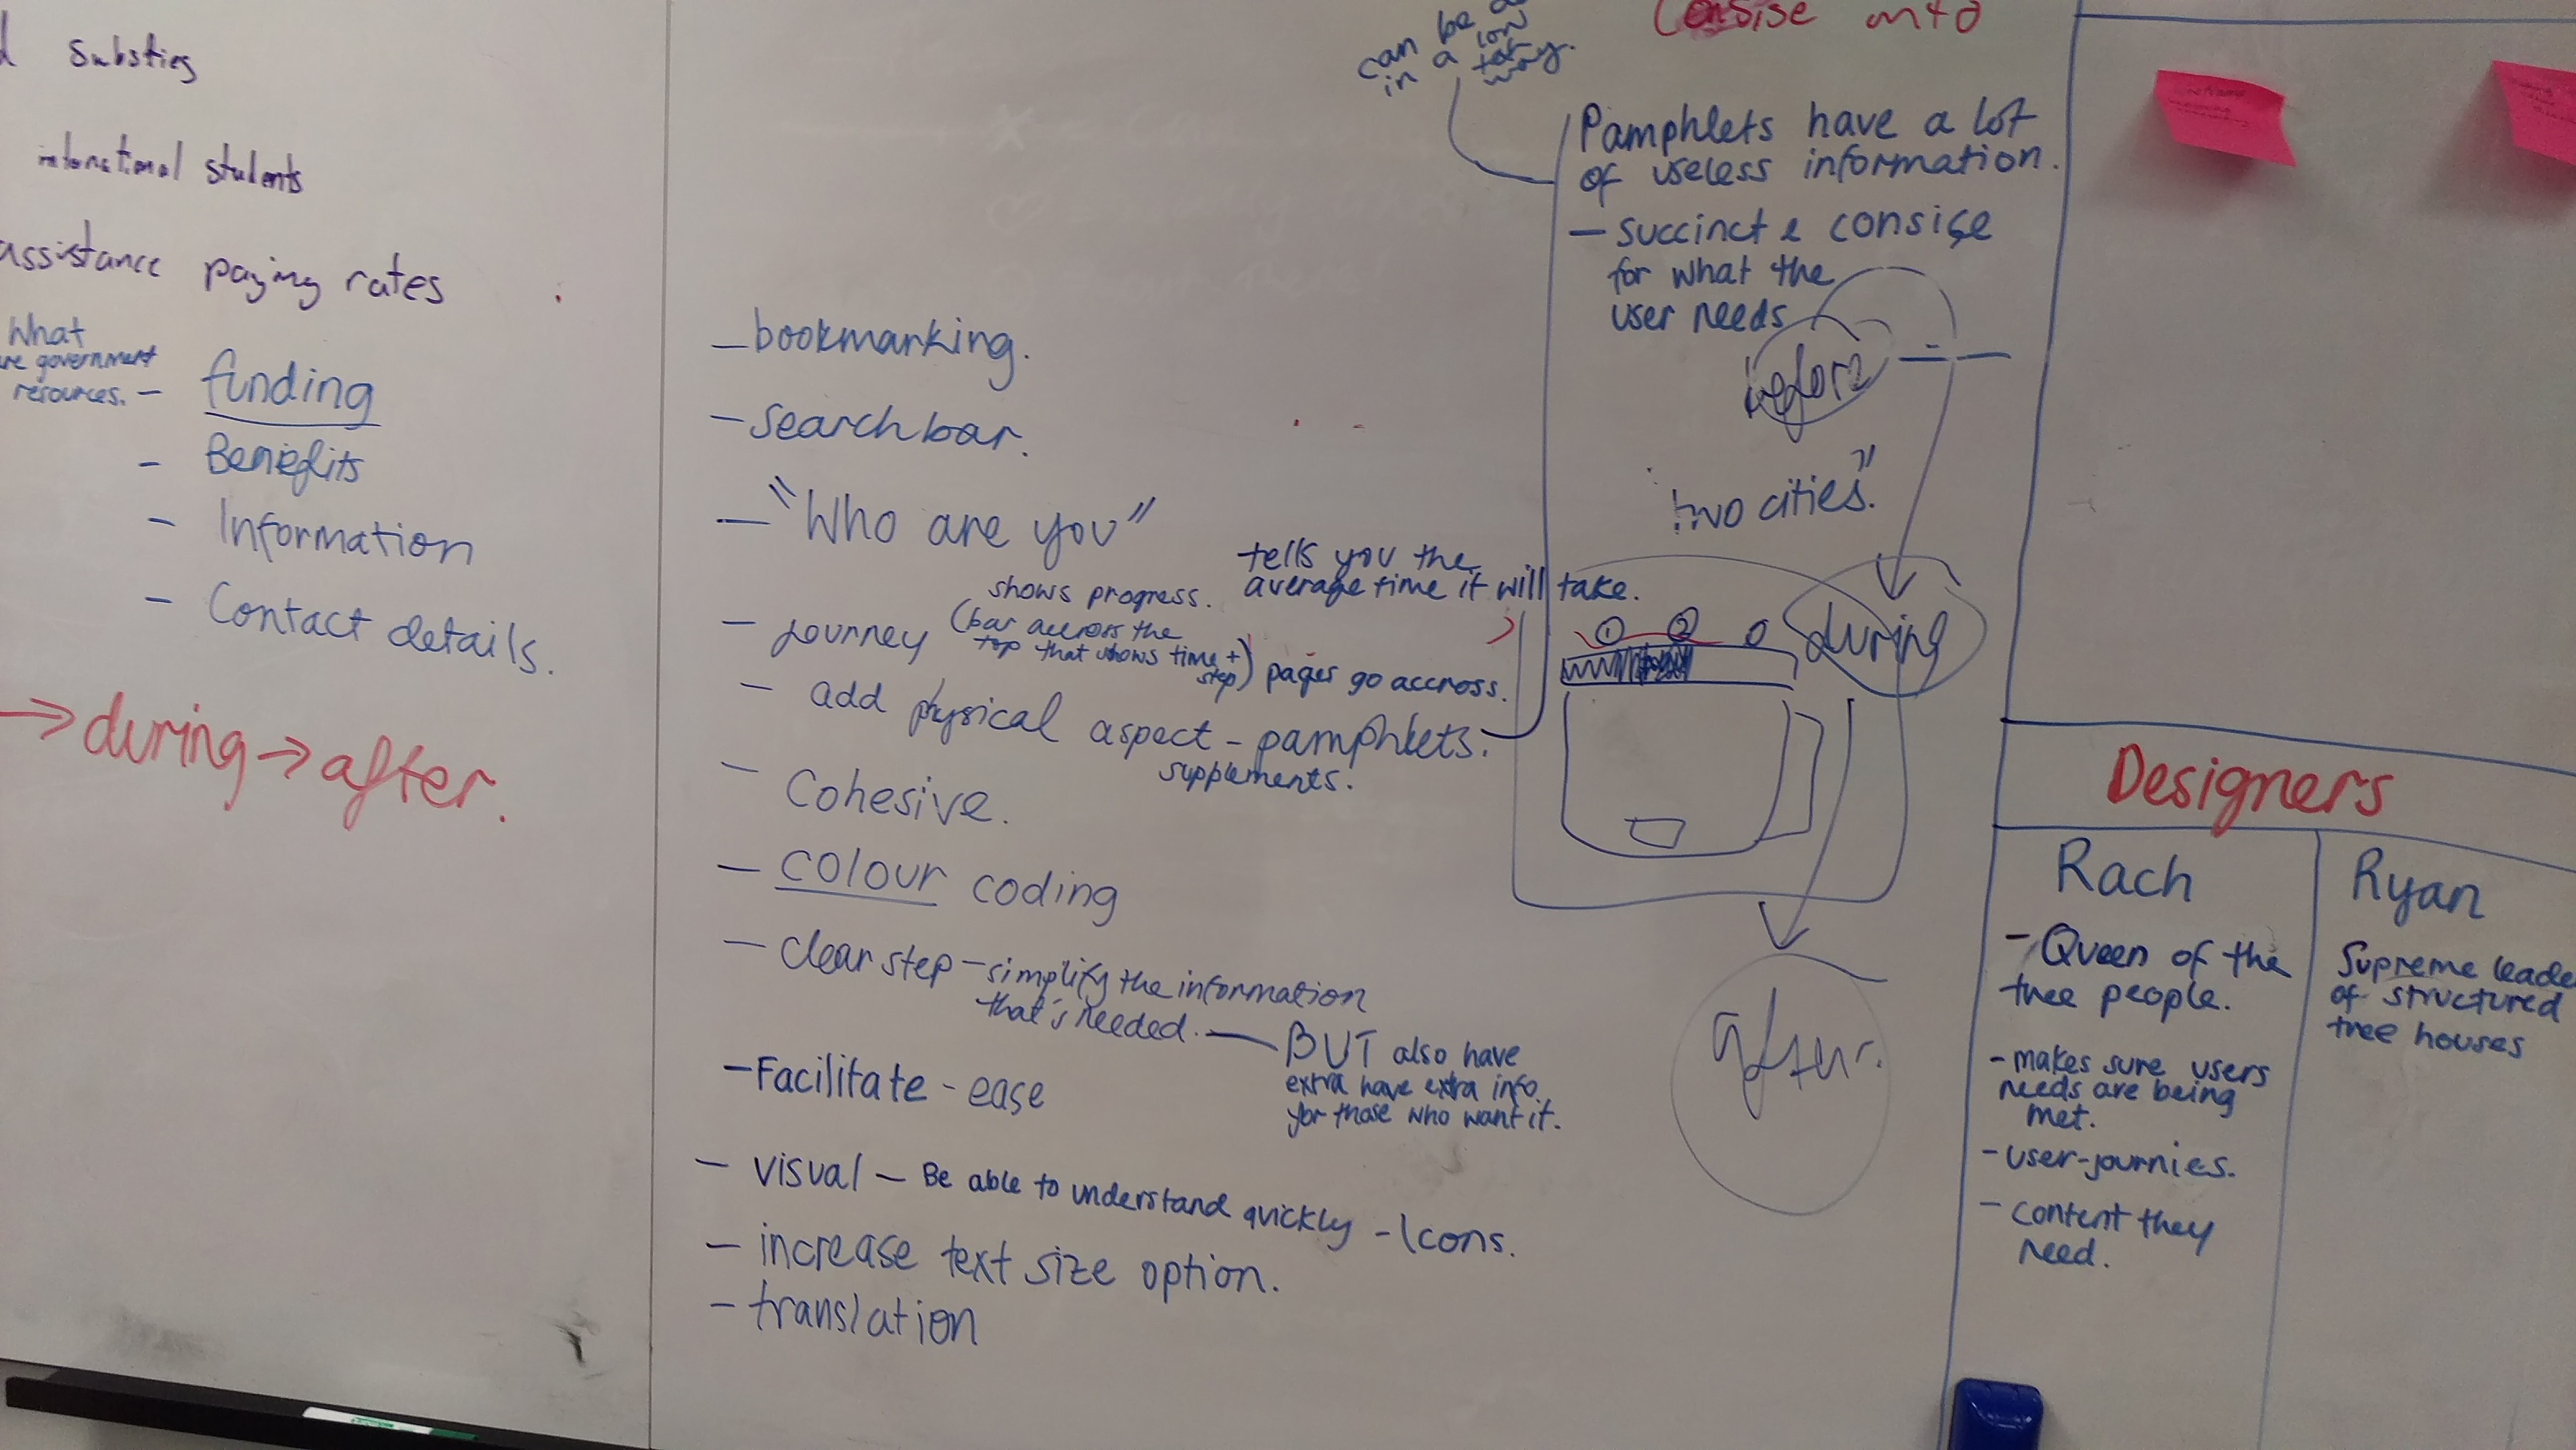 Substies
international students
assistance paying rates
What
government
resources. - funding
- Benefits
- Information
- Contact details.
→ during → after.
- bookmarking.
- Search bar.
- "Who are you"
tells you the
average time it will take.
shows progress.
- journey (bar accross the
top that shows time +
step) pages go accross.
- add physical aspect - pamphlets.
supplements.
- Cohesive.
- colour coding
- Clear step - simplify the information
that's needed. — BUT also have
extra have extra info
for those who want it.
- Facilitate - ease
- visual - Be able to understand quickly - Icons.
- increase text size option.
- translation
can be
in a
way.
Consise info
Pamphlets have a lot
of useless information.
- succinct & consise
for what the
user needs
before
two cities."
1 2
during
after.
Designers
Rach
- Queen of the
tree people.
- makes sure users
needs are being
met.
- user-journies.
- content they
need.
Ryan
Supreme leade
of structured
tree houses